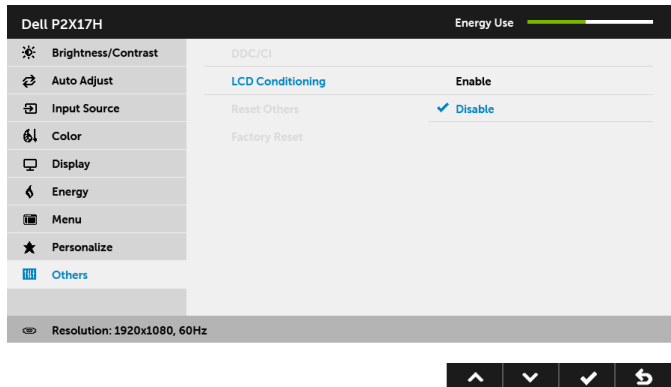 Dell P2X17H
Energy Use
Brightness/Contrast
DDC/CI
Auto Adjust
LCD Conditioning
Enable
Input Source
Reset Others
Disable
Color
Factory Reset
Display
Energy
Menu
Personalize
Others
Resolution: 1920x1080, 60Hz